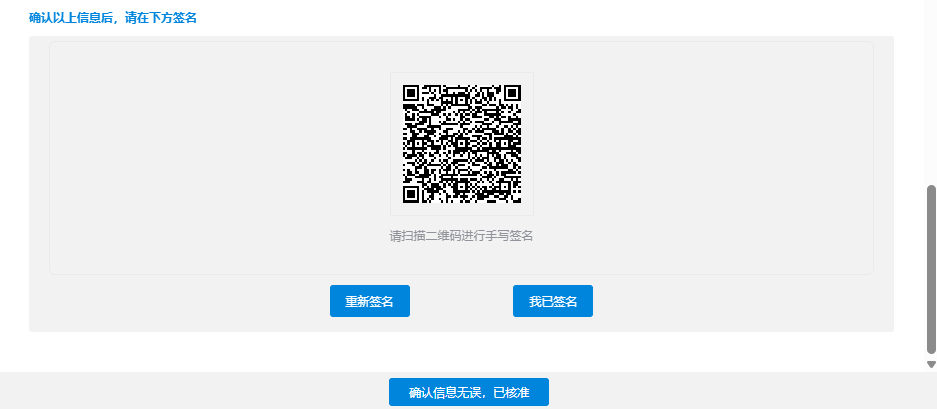 确认以上信息后，请在下方签名
请扫描二维码进行手写签名
重新签名
我已签名
确认信息无误，已核准